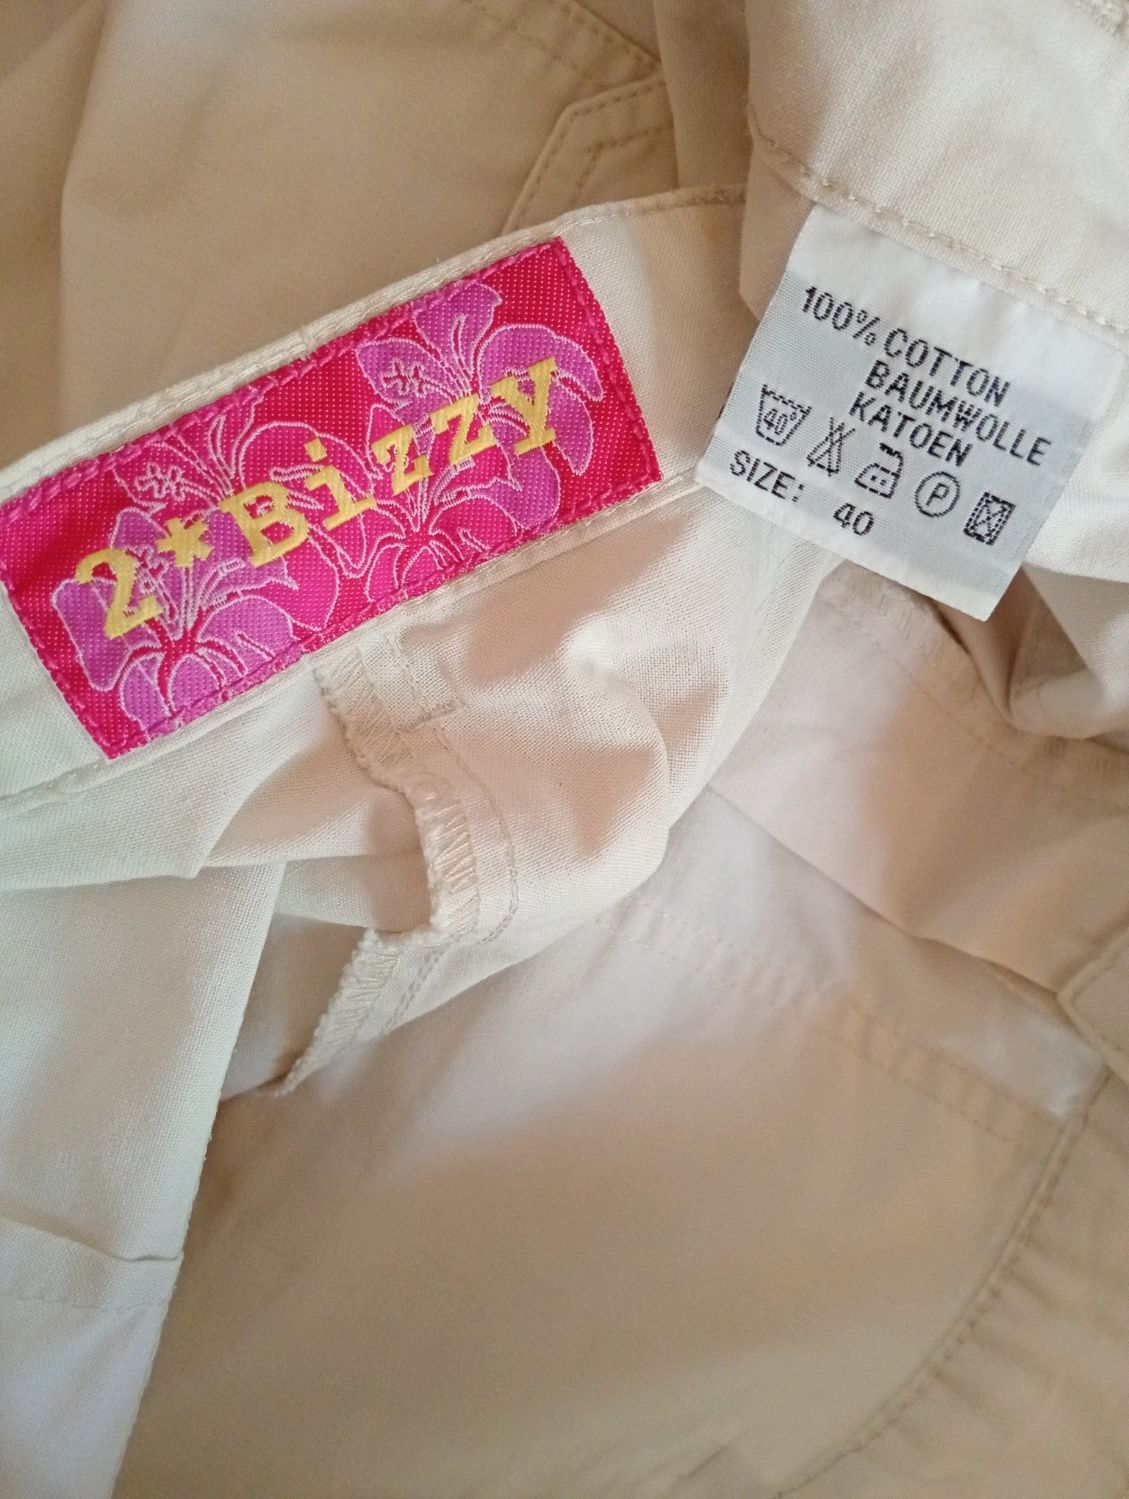 2*Bizzy
100% COTTON
BAUMWOLLE
KATOEN
40°
P
SIZE: 40